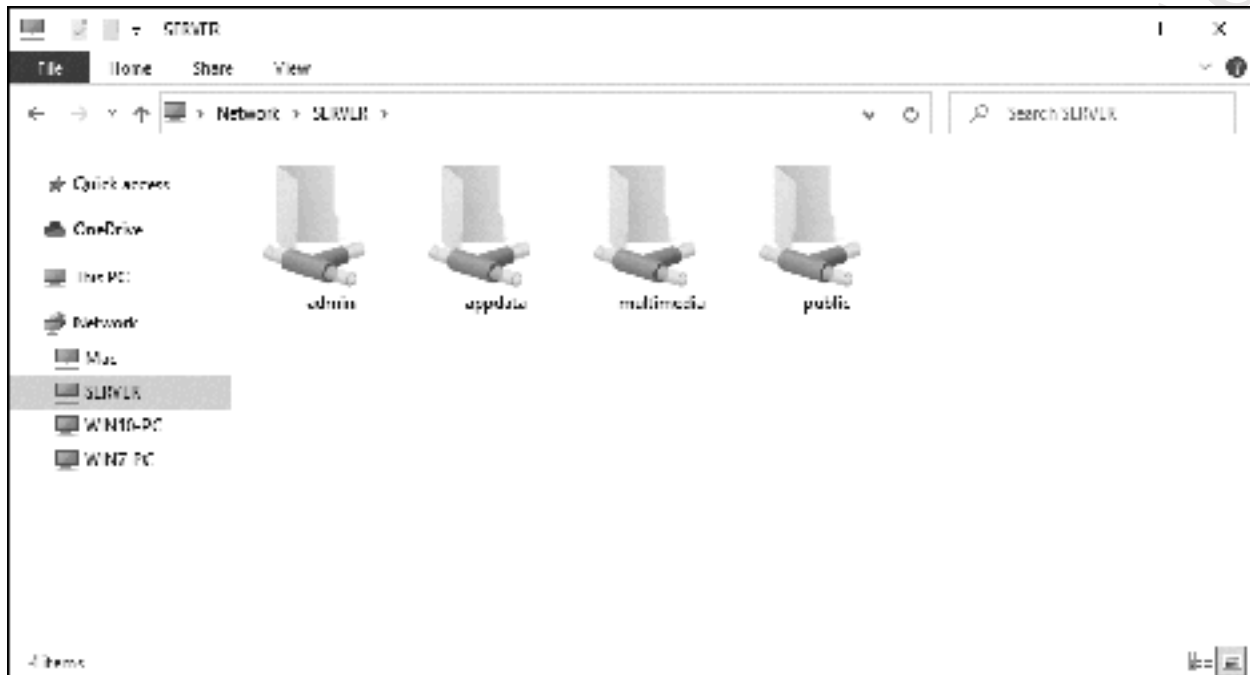 SERVER
File Home Share View
Network > SERVER >
Search SERVER
Quick access
OneDrive
This PC
Network
Mac
SERVER
WIN10-PC
WIN7-PC
admin appdata multimedia public
4 items